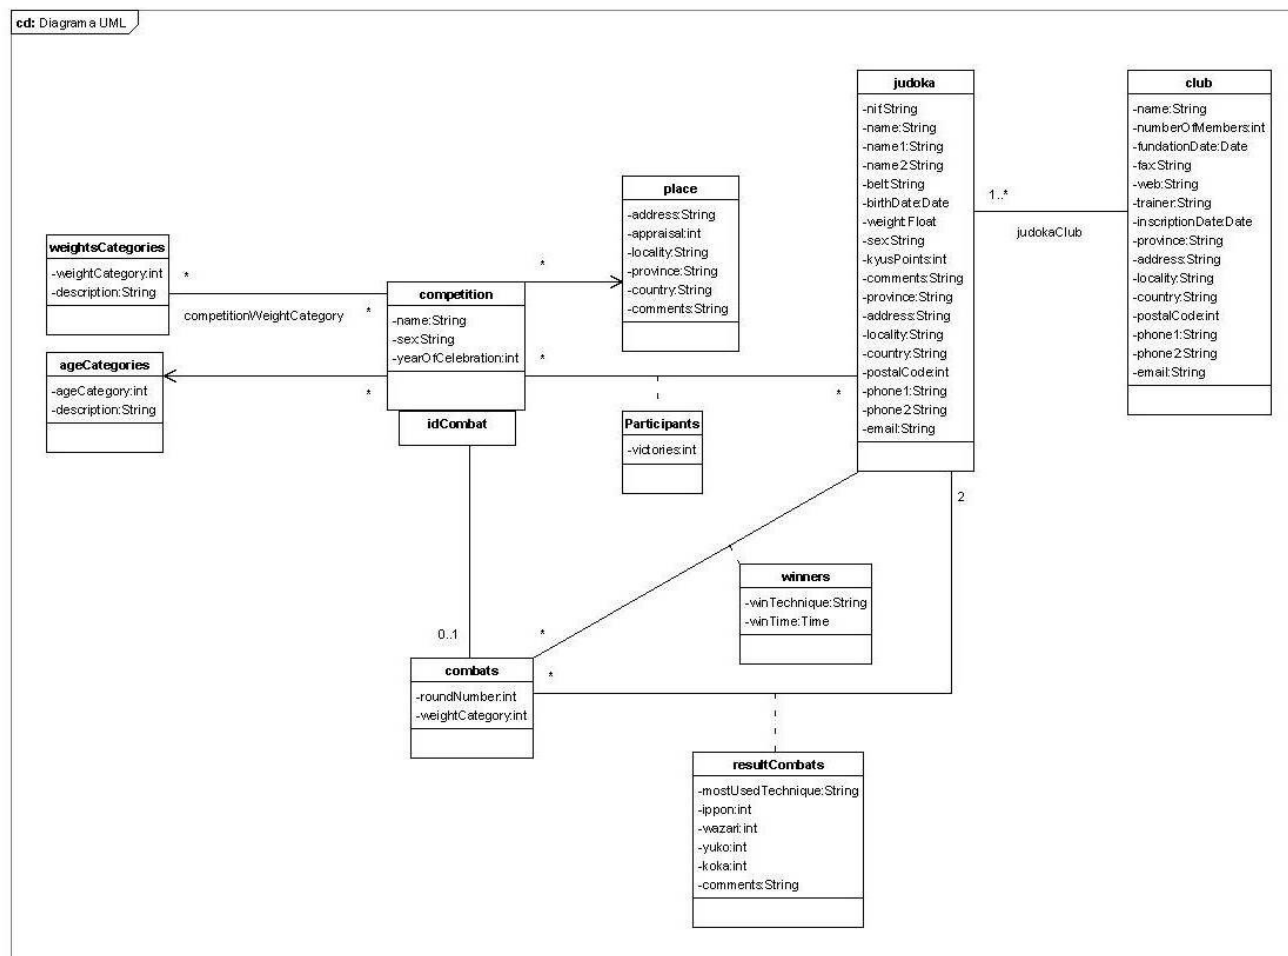 cd: Diagrama UML
judoka
-nif:String
-name:String
-name1:String
-name2:String
-belt:String
-birthDate:Date
-weight:Float
-sex:String
-kyusPoints:int
-comments:String
-province:String
-address:String
-locality:String
-country:String
-postalCode:int
-phone1:String
-phone2:String
-email:String
club
-name:String
-numberOfMembers:int
-fundationDate:Date
-fax:String
-web:String
-trainer:String
-inscriptionDate:Date
-province:String
-address:String
-locality:String
-country:String
-postalCode:int
-phone1:String
-phone2:String
-email:String
1..*
judokaClub
place
-address:String
-appraisal:int
-locality:String
-province:String
-country:String
-comments:String
weightsCategories
-weightCategory:int
-description:String
*
competitionWeightCategory
*
*
competition
-name:String
-sex:String
-yearOfCelebration:int
ageCategories
-ageCategory:int
-description:String
*
*
*
idCombat
Participants
-victories:int
2
winners
-winTechnique:String
-winTime:Time
0..1
*
*
combats
-roundNumber:int
-weightCategory:int
resultCombats
-mostUsedTechnique:String
-ippon:int
-wazari:int
-yuko:int
-koka:int
-comments:String